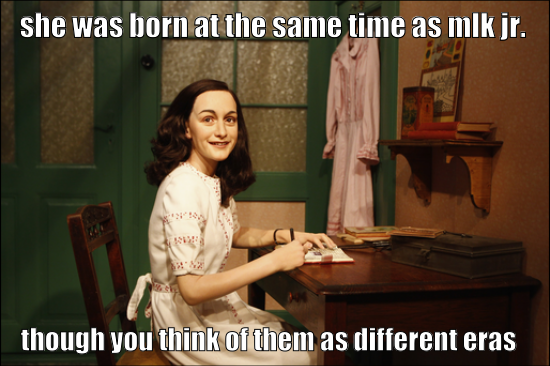 she was born at the same time as mlk jr.
though you think of them as different eras